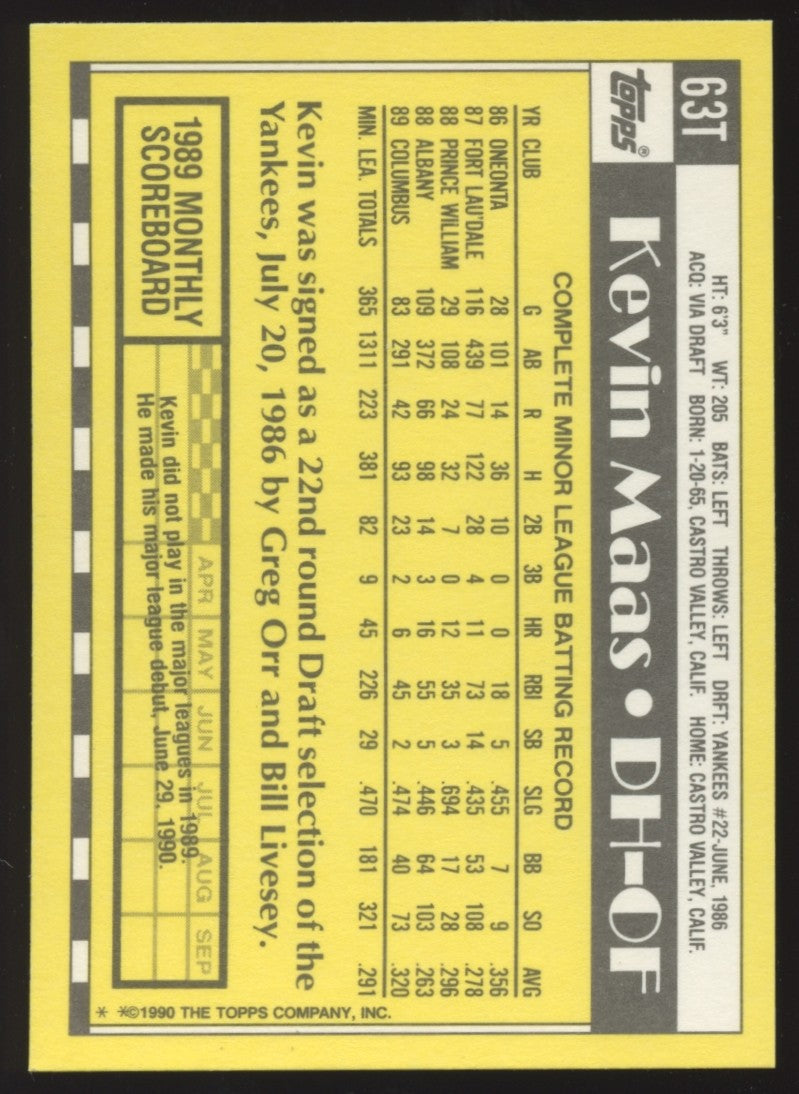 63T
HT: 6'3" WT: 205 BATS: LEFT THROWS: LEFT DRFT: YANKEES #22-JUNE, 1986
ACQ: VIA DRAFT BORN: 1-20-65, CASTRO VALLEY, CALIF. HOME: CASTRO VALLEY, CALIF.
Topps®
Kevin Maas • DH-OF
COMPLETE MINOR LEAGUE BATTING RECORD
YR CLUB G AB R H 2B 3B HR RBI SB SLG BB SO AVG
86 ONEONTA 28 101 14 36 10 0 0 18 5 .455 7 9 .356
87 FORT LAU'DALE 116 439 77 122 28 4 11 73 14 .435 53 108 .278
88 PRINCE WILLIAM 29 108 24 32 7 0 12 35 3 .694 17 28 .296
88 ALBANY 109 372 66 98 14 3 16 55 5 .446 64 103 .263
89 COLUMBUS 83 291 42 93 23 2 6 45 2 .474 40 73 .320
MIN. LEA. TOTALS 365 1311 223 381 82 9 45 226 29 .470 181 321 .291
Kevin was signed as a 22nd round Draft selection of the
Yankees, July 20, 1986 by Greg Orr and Bill Livesey.
1989 MONTHLY
SCOREBOARD
APR MAY JUN JUL AUG SEP
Kevin did not play in the major leagues in 1989.
He made his major league debut, June 29, 1990.
* *©1990 THE TOPPS COMPANY, INC.